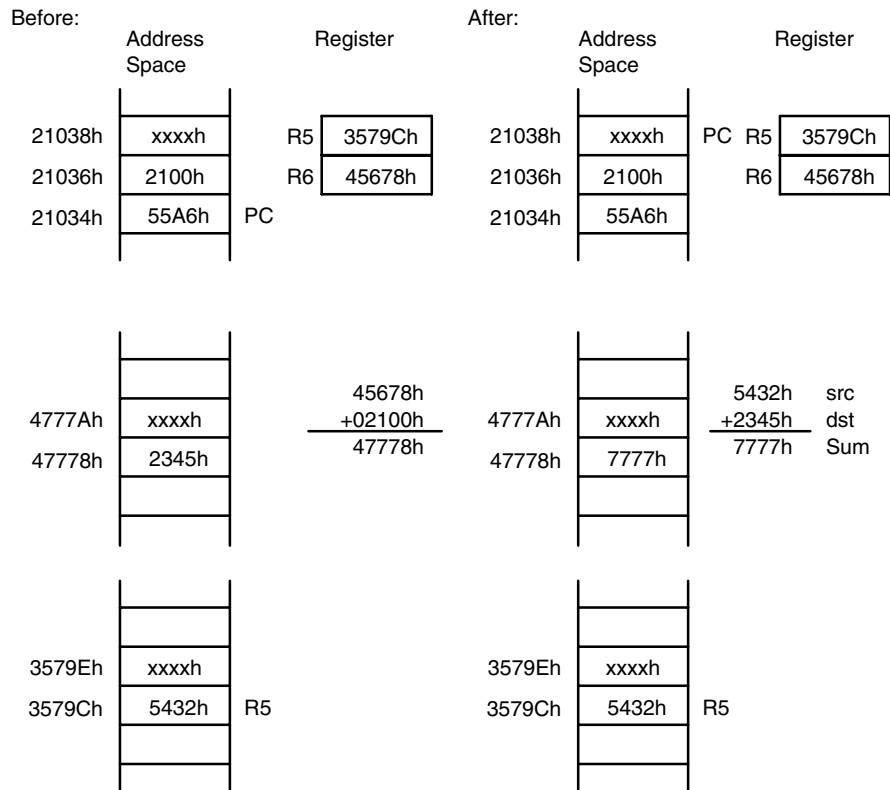 Before:
Address Space
Register
21038h xxxxh R5 3579Ch
21036h 2100h R6 45678h
21034h 55A6h PC
4777Ah xxxxh
47778h 2345h
45678h
+02100h
47778h
3579Eh xxxxh
3579Ch 5432h R5
After:
Address Space
Register
21038h xxxxh PC R5 3579Ch
21036h 2100h R6 45678h
21034h 55A6h
4777Ah xxxxh
47778h 7777h
5432h src
+2345h dst
7777h Sum
3579Eh xxxxh
3579Ch 5432h R5